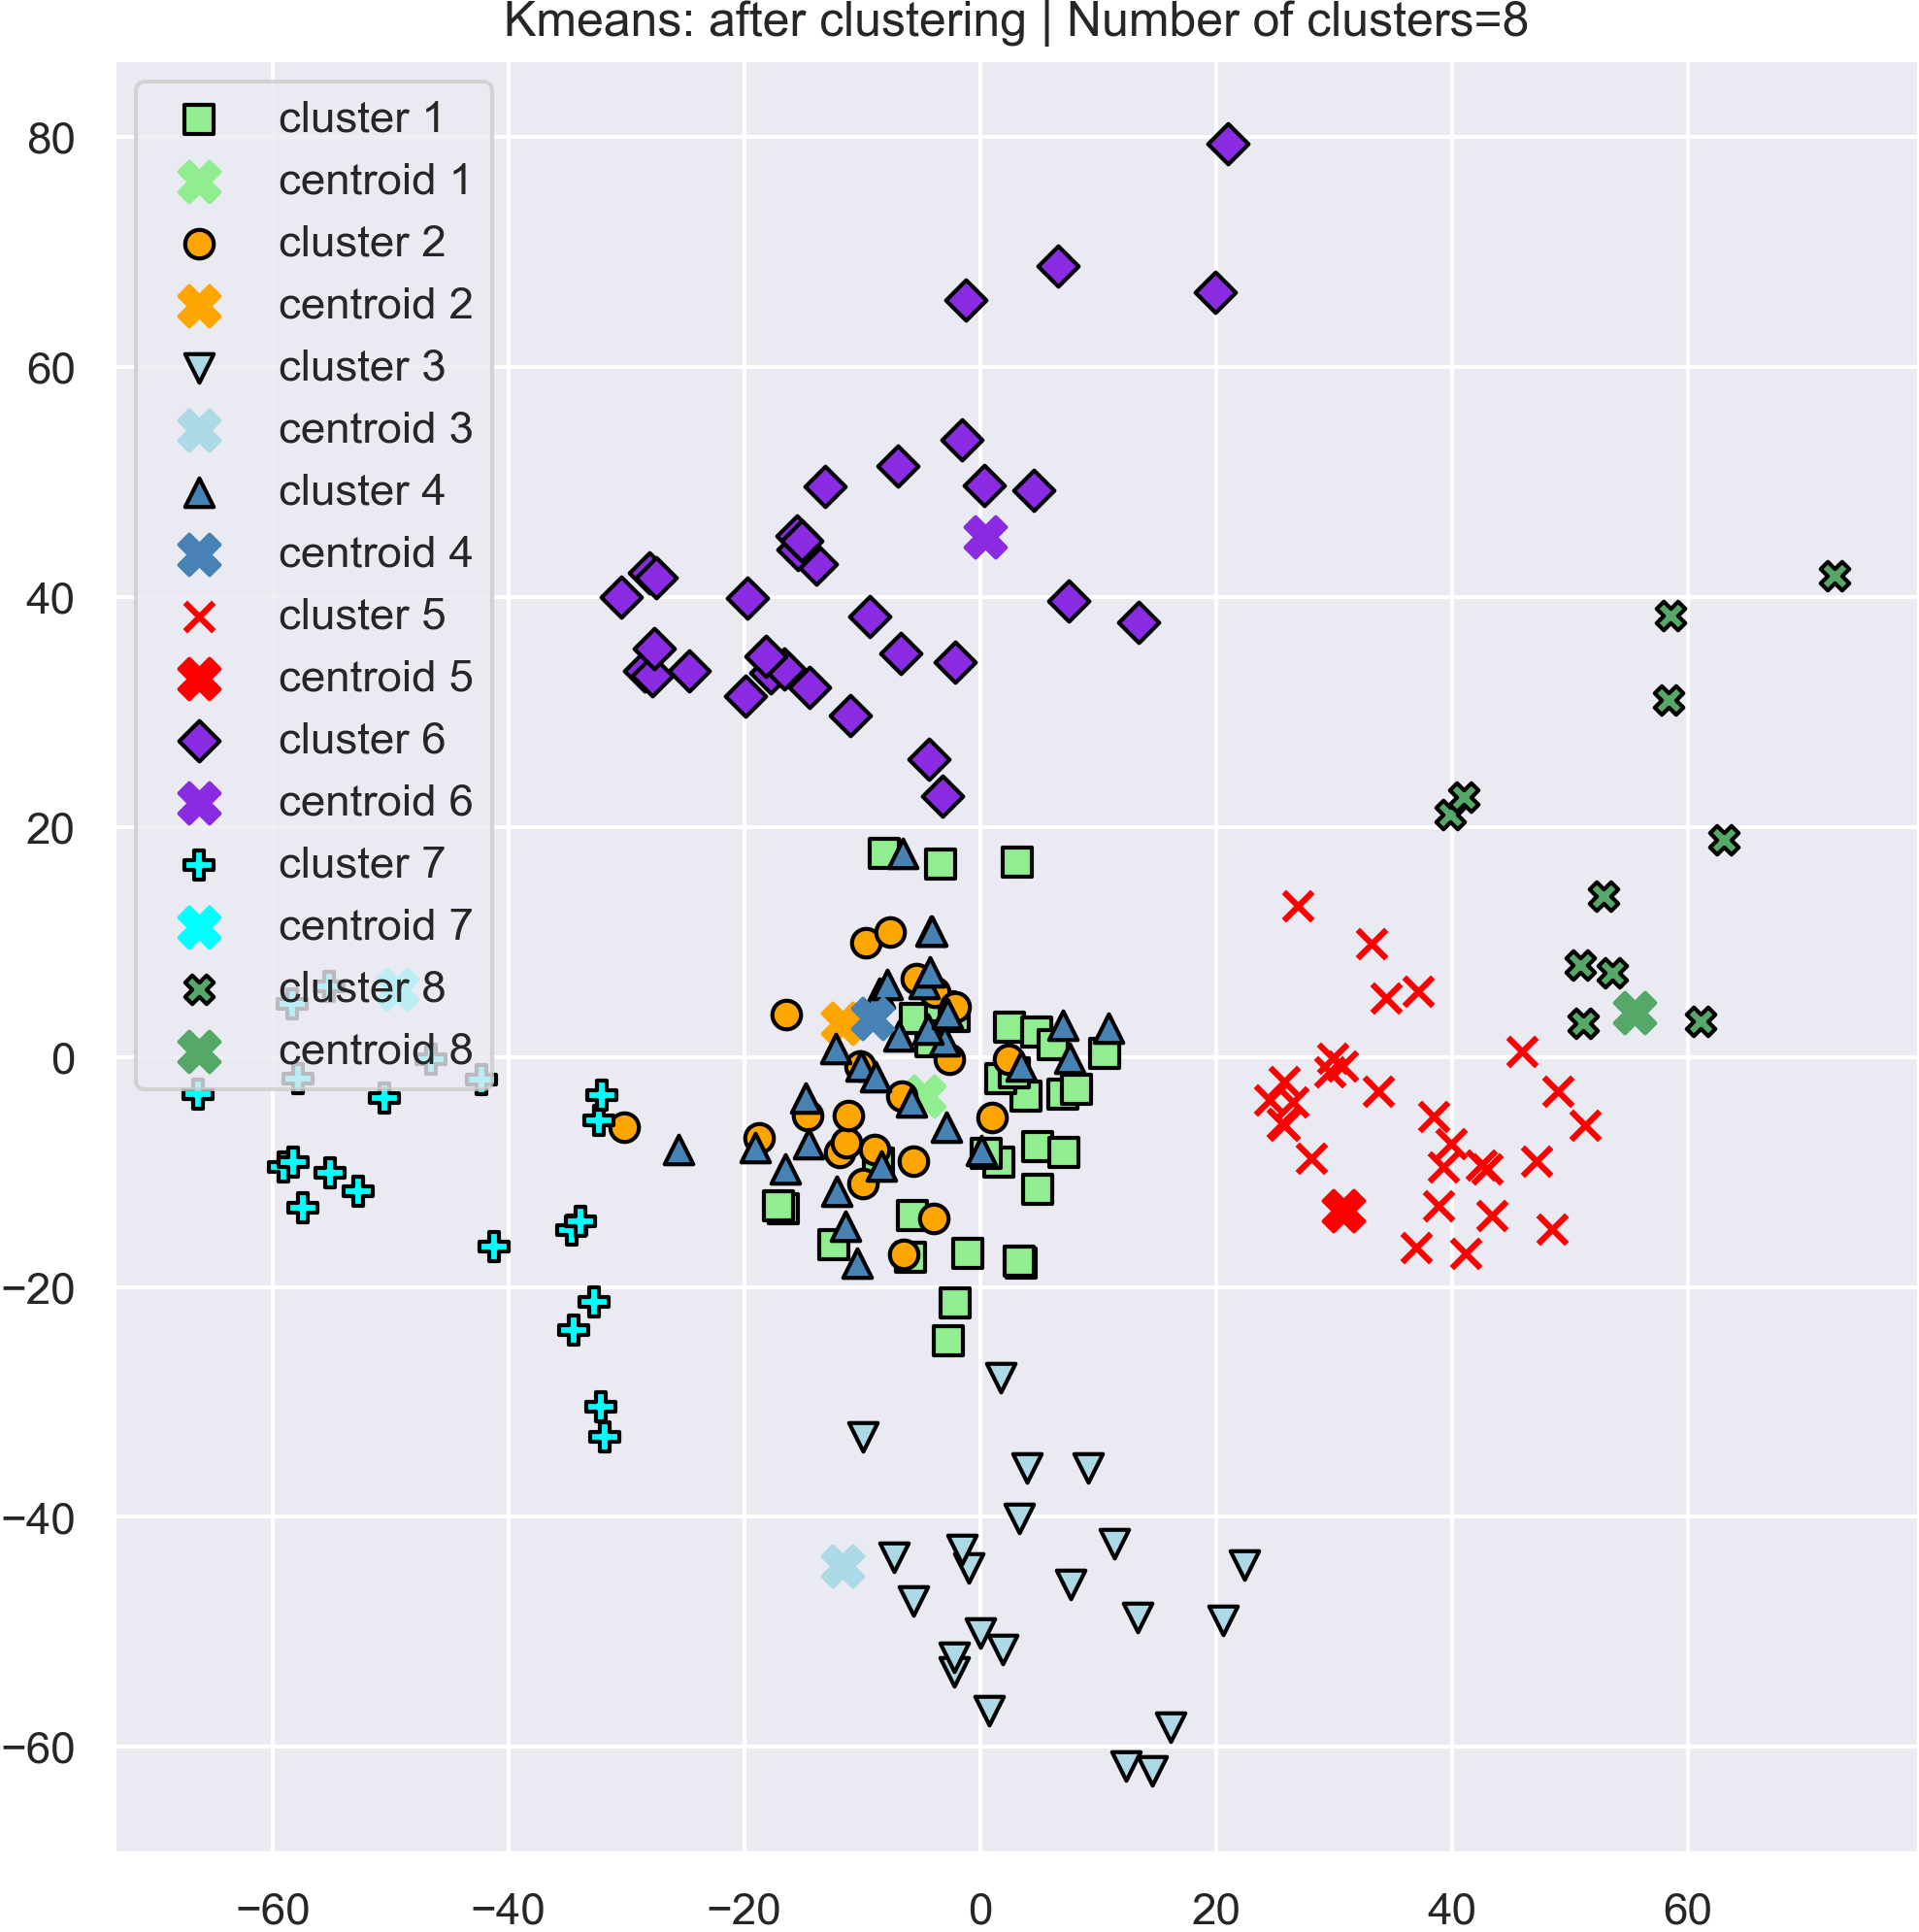 Kmeans: after clustering | Number of clusters=8
cluster 1
centroid 1
cluster 2
centroid 2
cluster 3
centroid 3
cluster 4
centroid 4
cluster 5
centroid 5
cluster 6
centroid 6
cluster 7
centroid 7
cluster 8
centroid 8
80
60
40
20
0
−20
−40
−60
−60 −40 −20 0 20 40 60